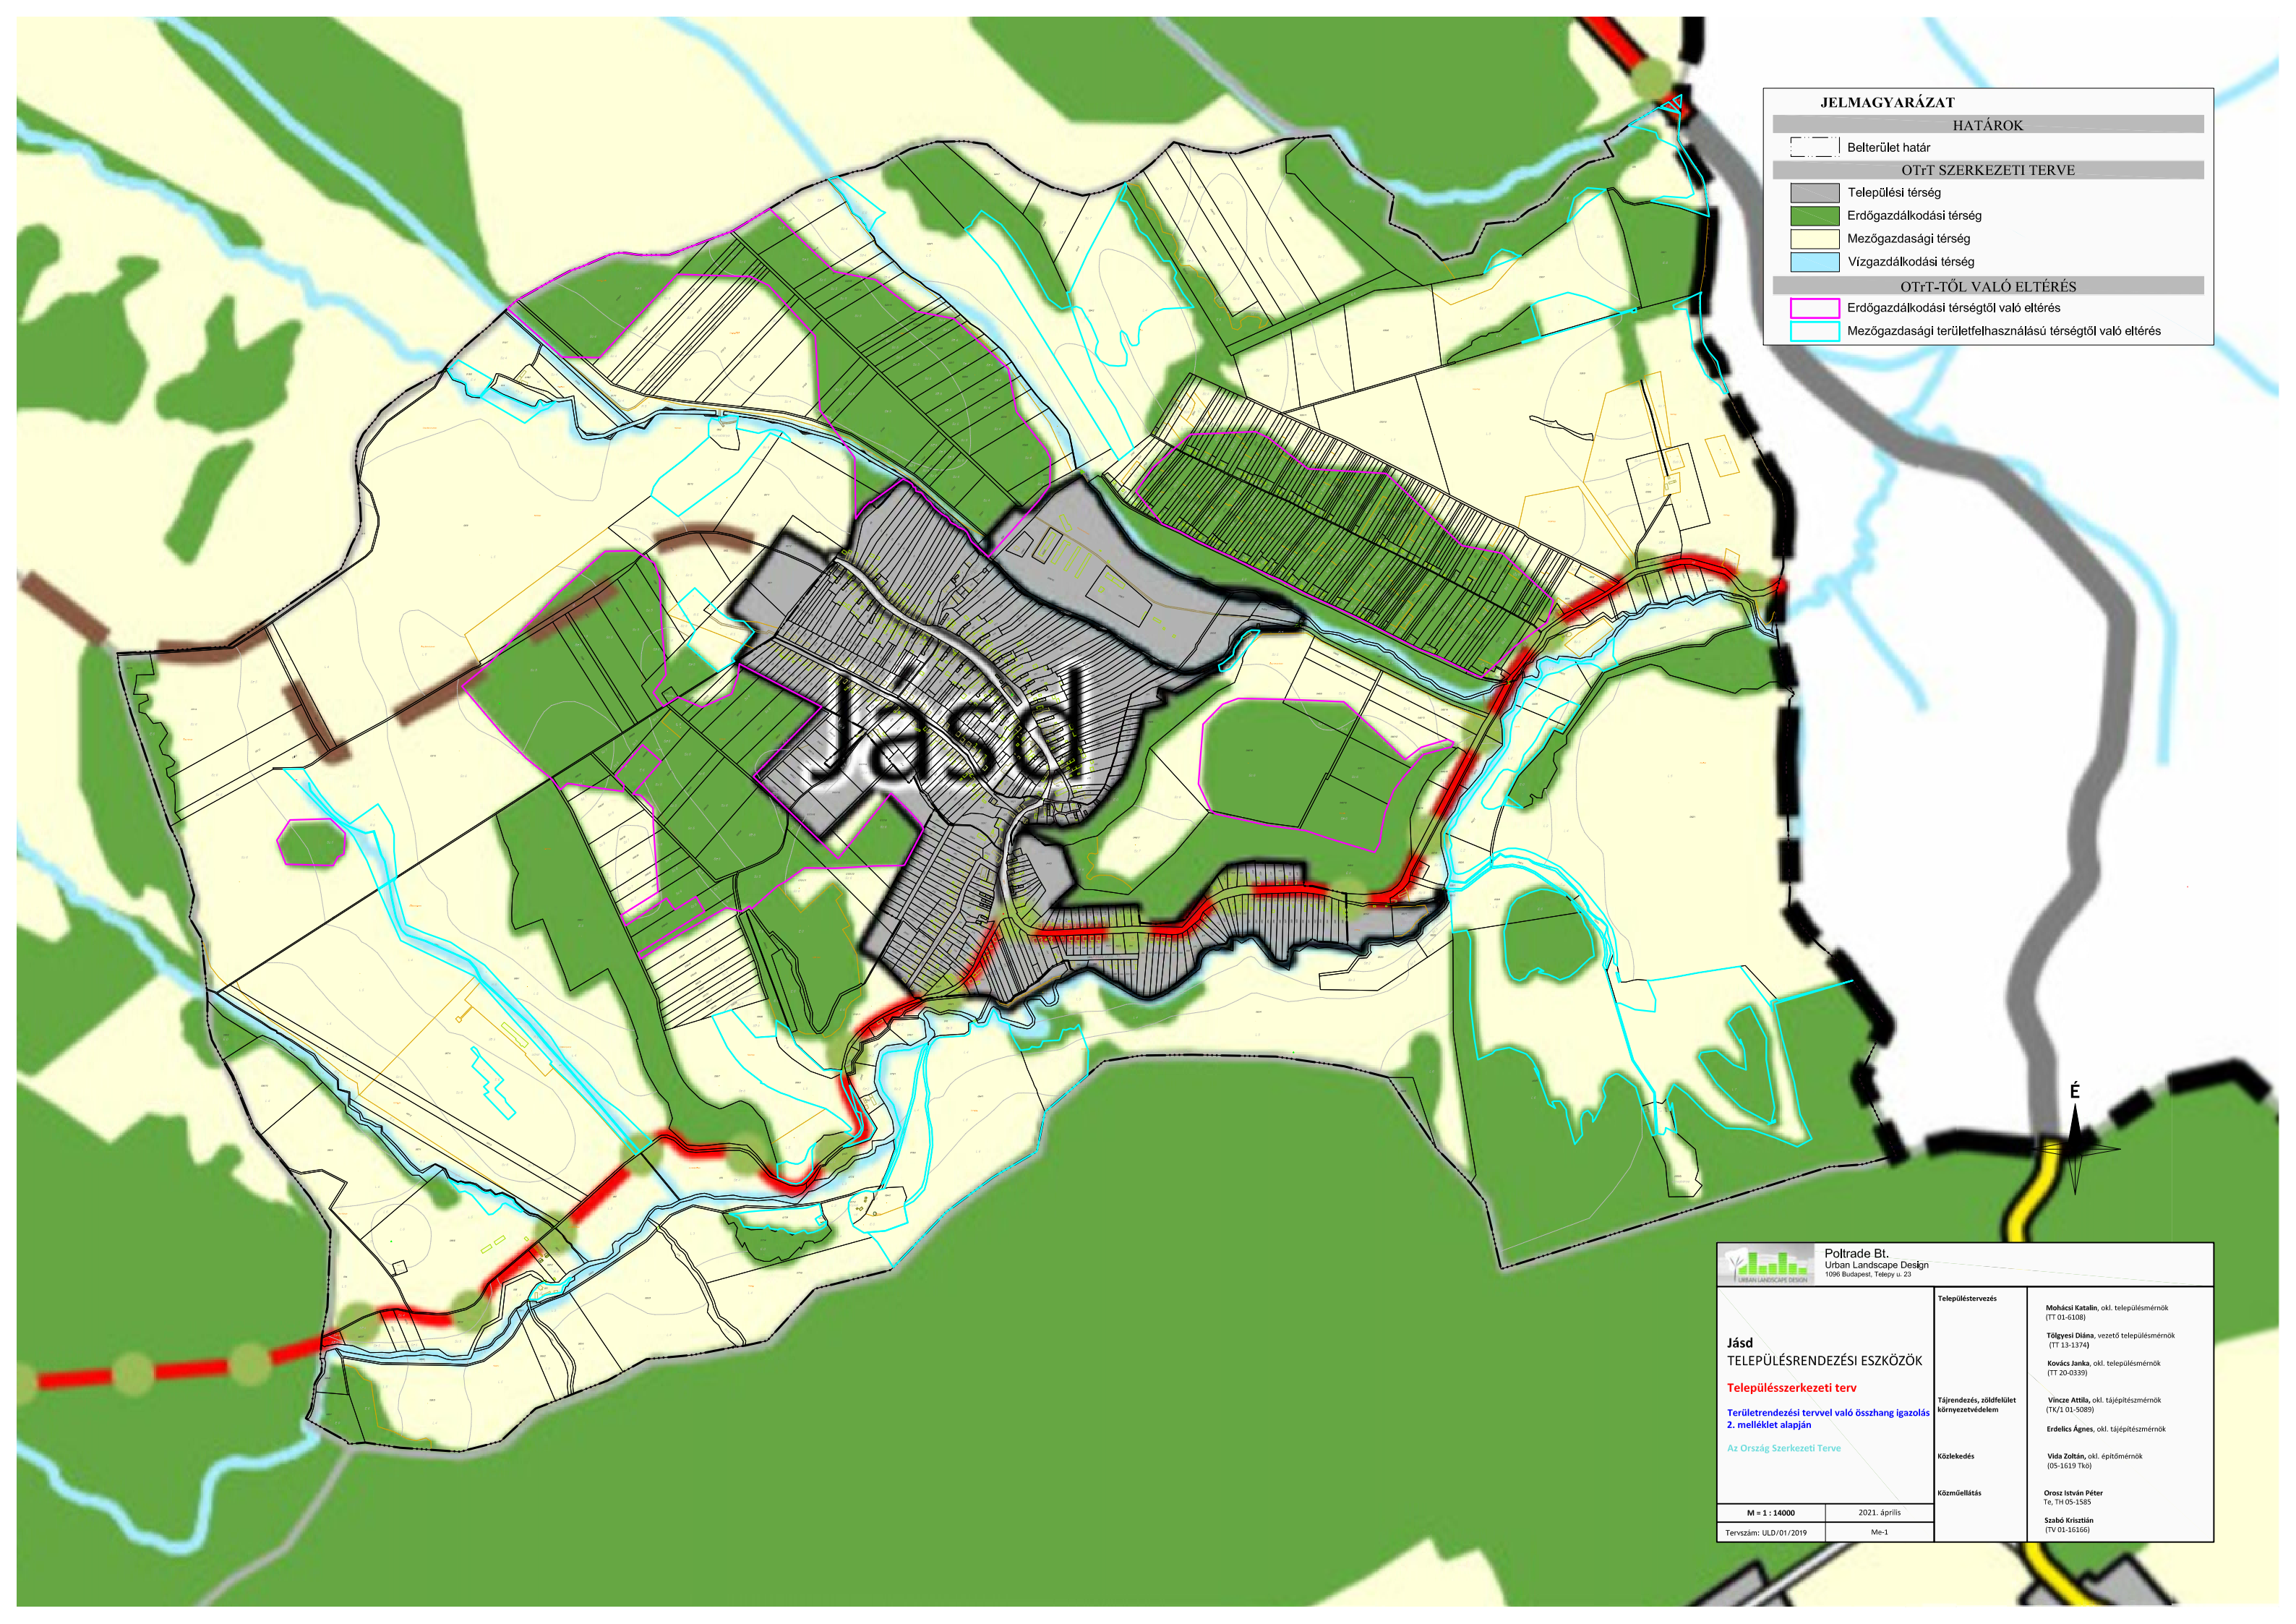 JELMAGYARÁZAT
HATÁROK
Belterület határ
OTrT SZERKEZETI TERVE
Települési térség
Erdőgazdálkodási térség
Mezőgazdasági térség
Vízgazdálkodási térség
OTrT-TŐL VALÓ ELTÉRÉS
Erdőgazdálkodási térségtől való eltérés
Mezőgazdasági területfelhasználású térségtől való eltérés
Jásd
É
URBAN LANDSCAPE DESIGN
Poltrade Bt.
Urban Landscape Design
1096 Budapest, Telepy u. 23
Jásd
TELEPÜLÉSRENDEZÉSI ESZKÖZÖK
Településszerkezeti terv
Területrendezési tervvel való összhang igazolás
2. melléklet alapján
Az Ország Szerkezeti Terve
M = 1 : 14000
2021. április
Tervszám: ULD/01/2019
Me-1
Településtervezés
Mohácsi Katalin, okl. településmérnök
(TT 01-6108)
Tölgyesi Diána, vezető településmérnök
(TT 13-1374)
Kovács Janka, okl. településmérnök
(TT 20-0339)
Tájrendezés, zöldfelület
környezetvédelem
Vincze Attila, okl. tájépítészmérnök
(TK/1 01-5089)
Erdelics Ágnes, okl. tájépítészmérnök
Közlekedés
Vida Zoltán, okl. építőmérnök
(05-1619 Tkö)
Közműellátás
Orosz István Péter
Te, TH 05-1585
Szabó Krisztián
(TV 01-16166)